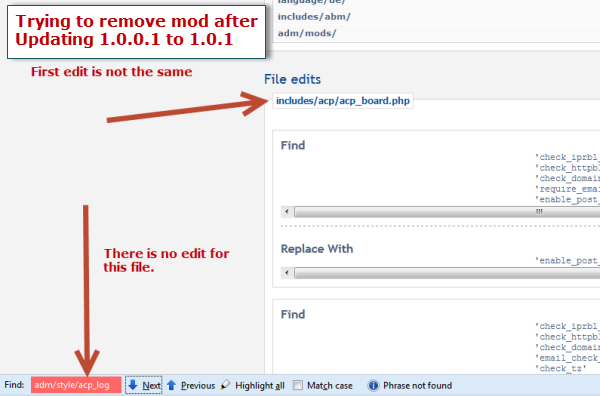 language/de/
Trying to remove mod after
Updating 1.0.0.1 to 1.0.1
includes/abm/
adm/mods/
First edit is not the same
File edits
includes/acp/acp_board.php
Find
'check_iprbl_
'check_httpbl
'check_domain
'require_emai
'enable_post_
There is no edit for
this file.
Replace With
'enable_post_
Find
'check_iprbl_
'check_httpbl
'check_domain
'email_check_
'check_tz'
Find: adm/style/acp_log Next Previous Highlight all Match case Phrase not found